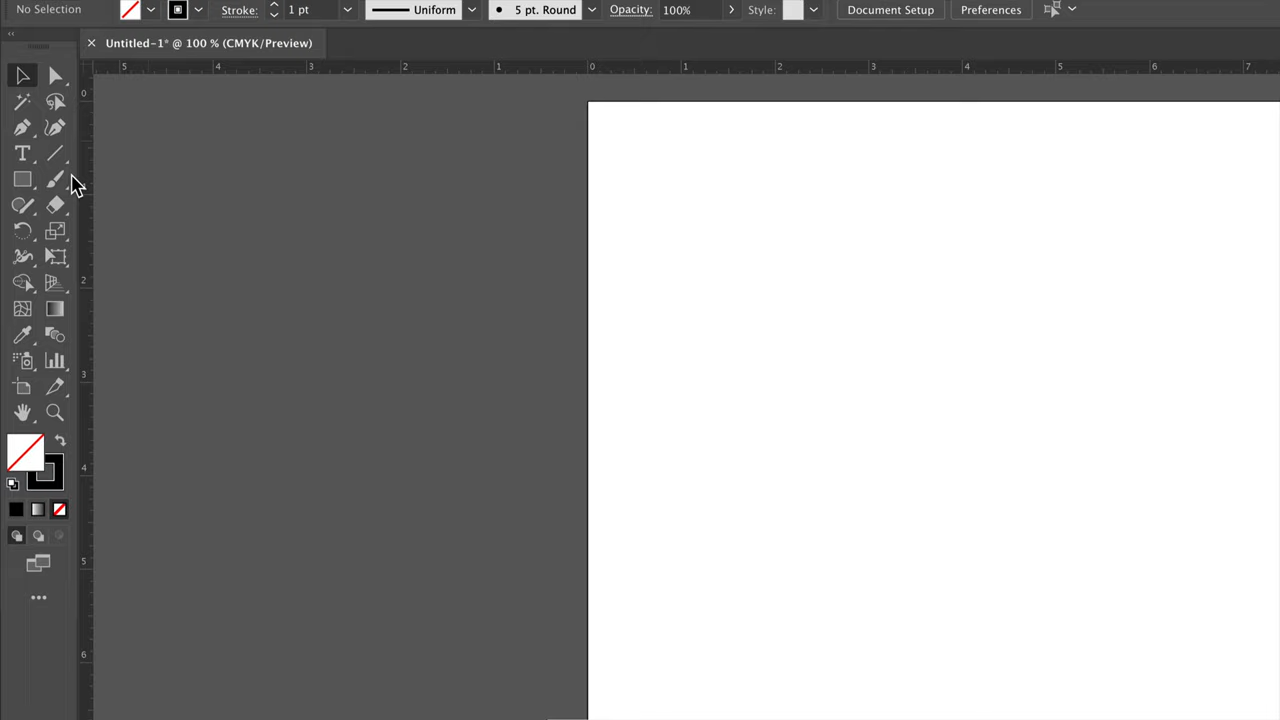 No Selection Stroke: 1 pt Uniform 5 pt. Round Opacity: 100% Style: Document Setup Preferences
Untitled-1* @ 100 % (CMYK/Preview)
5 4 3 2 1 0 1 2 3 4 5 6 7
0
2
3
4
5
6